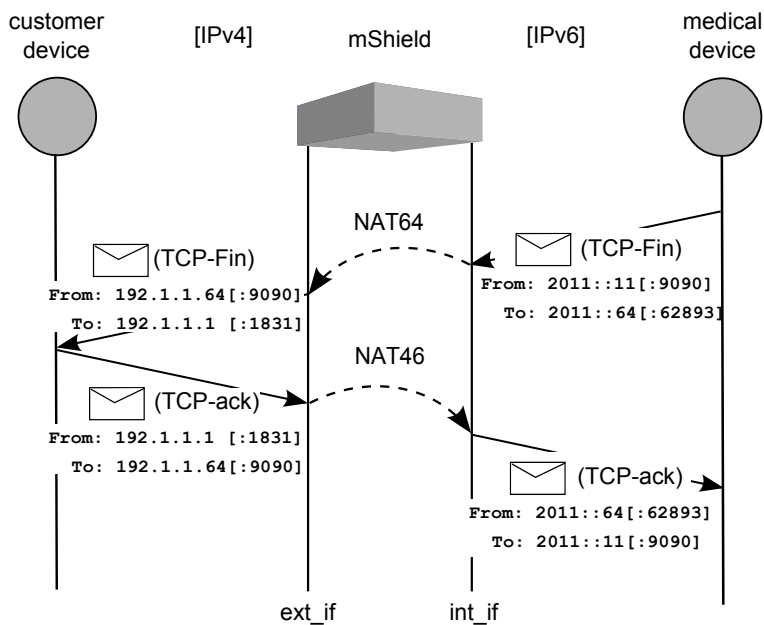 customer
device
[IPv4]
mShield
[IPv6]
medical
device
NAT64
(TCP-Fin)
From: 192.1.1.64[:9090]
To: 192.1.1.1 [:1831]
(TCP-Fin)
From: 2011::11[:9090]
To: 2011::64[:62893]
NAT46
(TCP-ack)
From: 192.1.1.1 [:1831]
To: 192.1.1.64[:9090]
(TCP-ack)
From: 2011::64[:62893]
To: 2011::11[:9090]
ext_if
int_if